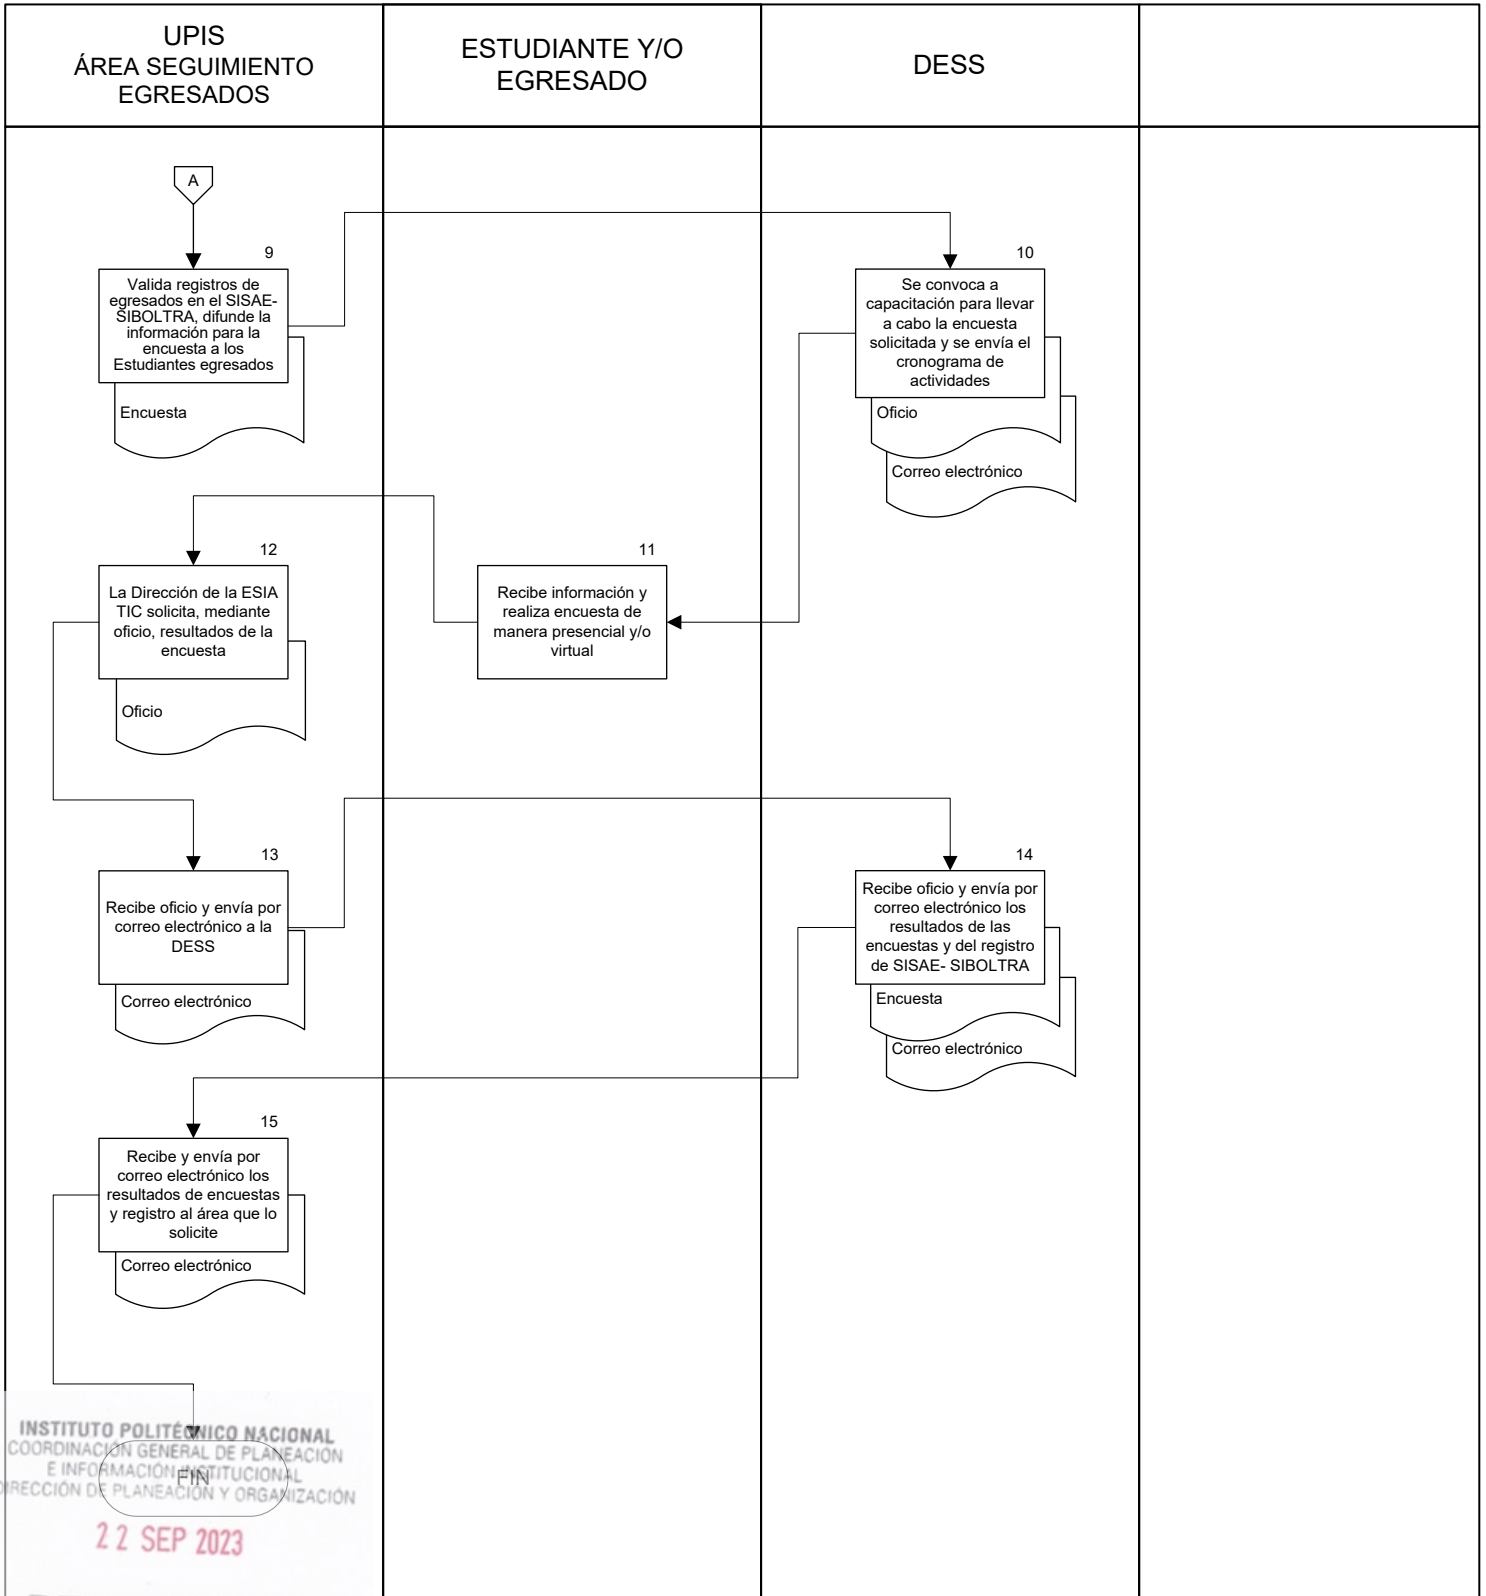 UPIS
ÁREA SEGUIMIENTO
EGRESADOS
ESTUDIANTE Y/O
EGRESADO
DESS
A
9
Valida registros de
egresados en el SISAE-
SIBOLTRA, difunde la
información para la
encuesta a los
Estudiantes egresados
Encuesta
10
Se convoca a
capacitación para llevar
a cabo la encuesta
solicitada y se envía el
cronograma de
actividades
Oficio
Correo electrónico
11
Recibe información y
realiza encuesta de
manera presencial y/o
virtual
12
La Dirección de la ESIA
TIC solicita, mediante
oficio, resultados de la
encuesta
Oficio
13
Recibe oficio y envía por
correo electrónico a la
DESS
Correo electrónico
14
Recibe oficio y envía por
correo electrónico los
resultados de las
encuestas y del registro
de SISAE- SIBOLTRA
Encuesta
Correo electrónico
15
Recibe y envía por
correo electrónico los
resultados de encuestas
y registro al área que lo
solicite
Correo electrónico
FIN
INSTITUTO POLITÉCNICO NACIONAL
COORDINACIÓN GENERAL DE PLANEACIÓN
E INFORMACIÓN INSTITUCIONAL
DIRECCIÓN DE PLANEACIÓN Y ORGANIZACIÓN
22 SEP 2023